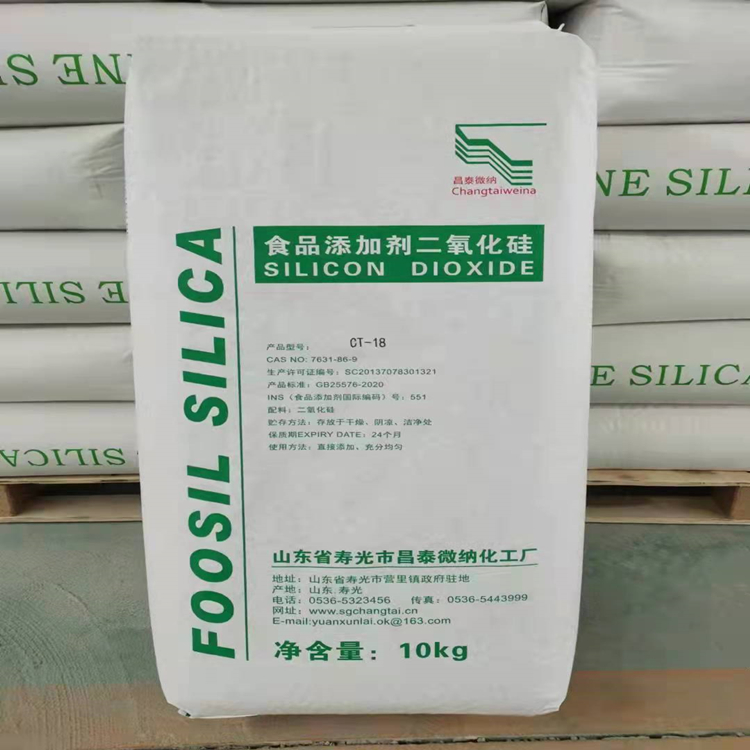 昌泰微纳
Changtaiweina
FOOSIL SILICA
食品添加剂二氧化硅
SILICON DIOXIDE
产品型号: CT-18
CAS NO: 7631-86-9
生产许可证编号: SC20137078301321
产品标准: GB25576-2020
INS（食品添加剂国际编码）号: 551
配料: 二氧化硅
贮存方法: 存放于干燥、阴凉、洁净处
保质期EXPIRY DATE: 24个月
使用方法: 直接添加、充分均匀
山东省寿光市昌泰微纳化工厂
地址: 山东省寿光市营里镇政府驻地
产地: 山东.寿光
电话: 0536-5323456 传真: 0536-5443999
网址: www.sgchangtai.cn
E-mail:yuanxunlai.ok@163.com
净含量: 10kg
NE SILI
E SILICA